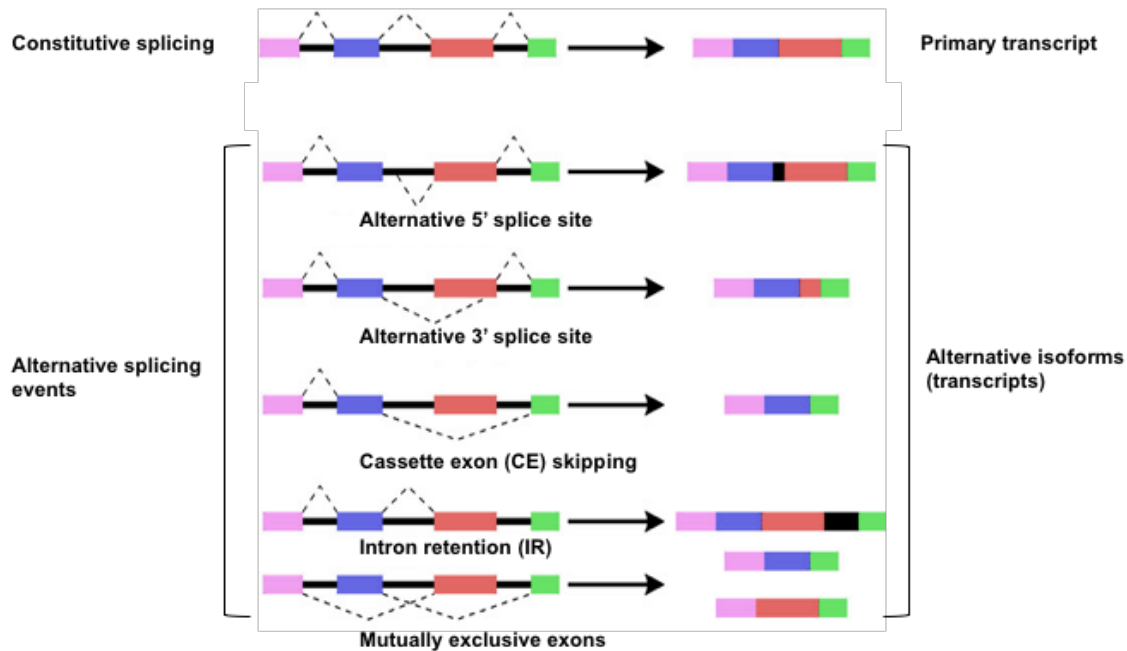 Constitutive splicing
Primary transcript
Alternative 5’ splice site
Alternative 3’ splice site
Alternative splicing
events
Alternative isoforms
(transcripts)
Cassette exon (CE) skipping
Intron retention (IR)
Mutually exclusive exons